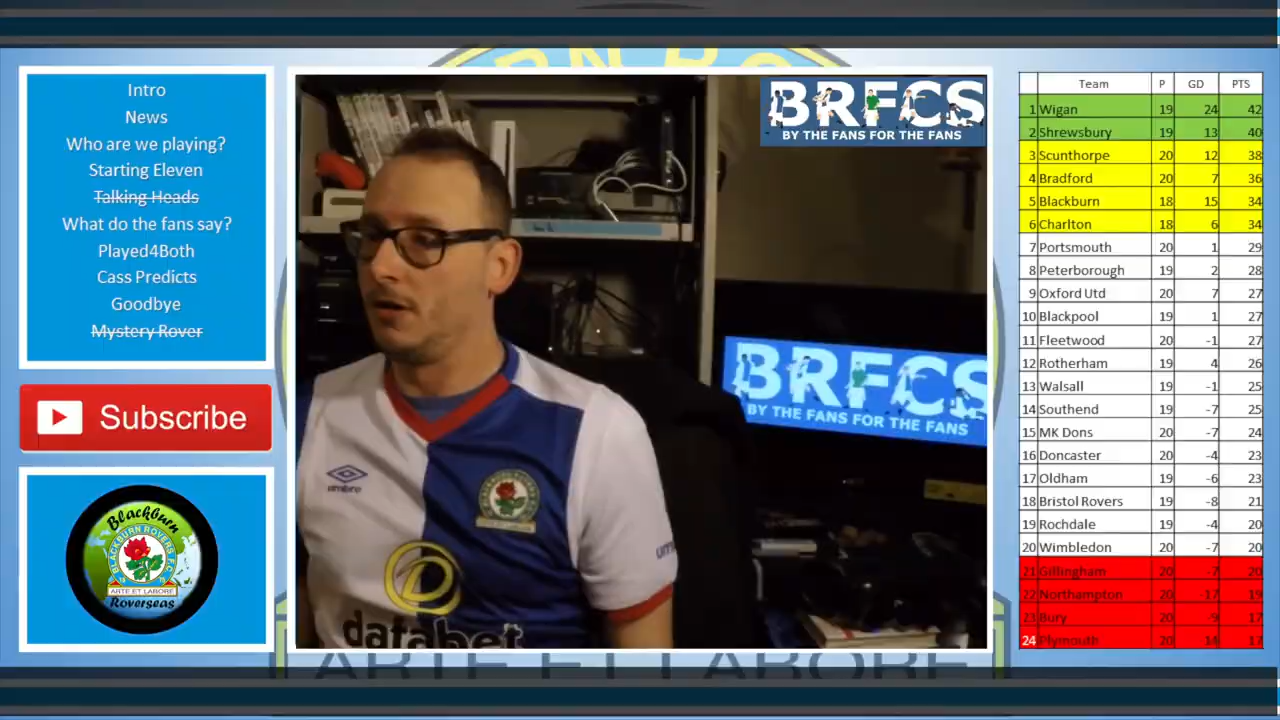 Intro
News
Who are we playing?
Starting Eleven
Talking Heads
What do the fans say?
Played4Both
Cass Predicts
Goodbye
Mystery Rover
Subscribe
Blackburn
BLACKBURN ROVERS F.C.
ARTE ET LABORE
Roverseas
BRFCS
BY THE FANS FOR THE FANS
BRFCS
BY THE FANS FOR THE FANS
umbro
databet
ARTE ET LABORE
Team P GD PTS
1 Wigan 19 24 42
2 Shrewsbury 19 13 40
3 Scunthorpe 20 12 38
4 Bradford 20 7 36
5 Blackburn 18 15 34
6 Charlton 18 6 34
7 Portsmouth 20 1 29
8 Peterborough 19 2 28
9 Oxford Utd 20 7 27
10 Blackpool 19 1 27
11 Fleetwood 20 -1 27
12 Rotherham 19 4 26
13 Walsall 19 -1 25
14 Southend 19 -7 25
15 MK Dons 20 -7 24
16 Doncaster 20 -4 23
17 Oldham 19 -6 23
18 Bristol Rovers 19 -8 21
19 Rochdale 19 -4 20
20 Wimbledon 20 -7 20
21 Gillingham 20 -7 20
22 Northampton 20 -17 19
23 Bury 20 -9 17
24 Plymouth 20 14 17